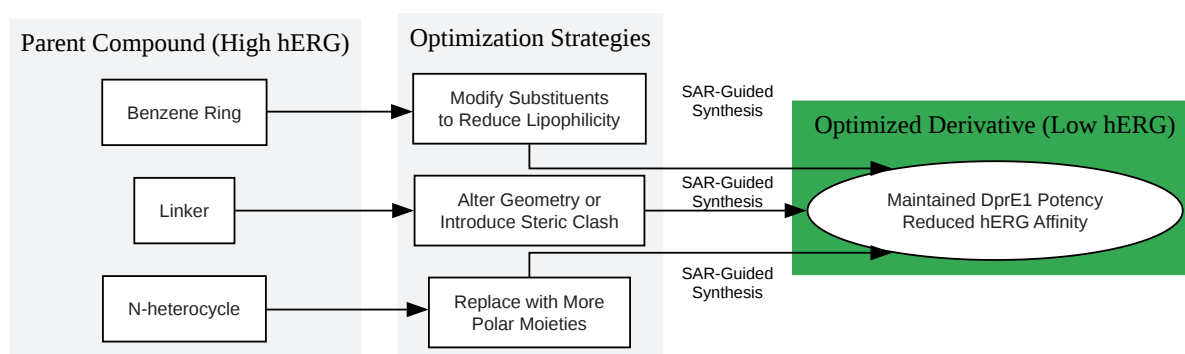 Parent Compound (High hERG)
Benzene Ring
Linker
N-heterocycle
Optimization Strategies
Modify Substituents
to Reduce Lipophilicity
Alter Geometry or
Introduce Steric Clash
Replace with More
Polar Moieties
SAR-Guided
Synthesis
SAR-Guided
Synthesis
SAR-Guided
Synthesis
Optimized Derivative (Low hERG)
Maintained DprE1 Potency
Reduced hERG Affinity